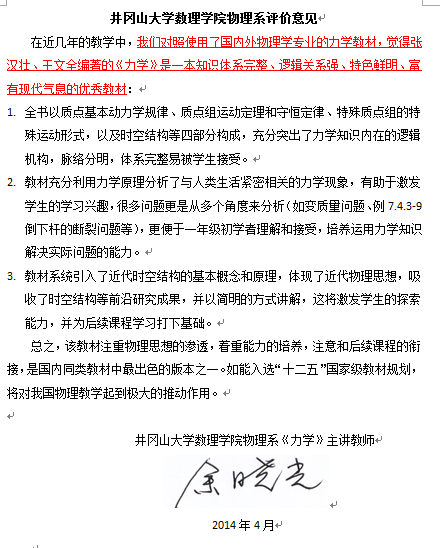 井冈山大学数理学院物理系评价意见
在近几年的教学中，我们对照使用了国内外物理学专业的力学教材，觉得张
汉壮、王文全编著的《力学》是一本知识体系完整、逻辑关系强、特色鲜明、富
有现代气息的优秀教材：
1. 全书以质点基本动力学规律、质点组运动定理和守恒定律、特殊质点组的特
殊运动形式，以及时空结构等四部分构成，充分突出了力学知识内在的逻辑
机构，脉络分明，体系完整易被学生接受。
2. 教材充分利用力学原理分析了与人类生活紧密相关的力学现象，有助于激发
学生的学习兴趣，很多问题更是从多个角度来分析（如变质量问题、例 7.4.3-9
倒下杆的断裂问题等），更便于一年级初学者理解和接受，培养运用力学知识
解决实际问题的能力。
3. 教材系统引入了近代时空结构的基本概念和原理，体现了近代物理思想，吸
收了时空结构等前沿研究成果，并以简明的方式讲解，这将激发学生的探索
能力，并为后续课程学习打下基础。
总之，该教材注重物理思想的渗透，着重能力的培养，注意和后续课程的衔
接，是国内同类教材中最出色的版本之一。如能入选“十二五”国家级教材规划，
将对我国物理教学起到极大的推动作用。
井冈山大学数理学院物理系《力学》主讲教师
余晓光
2014 年 4 月